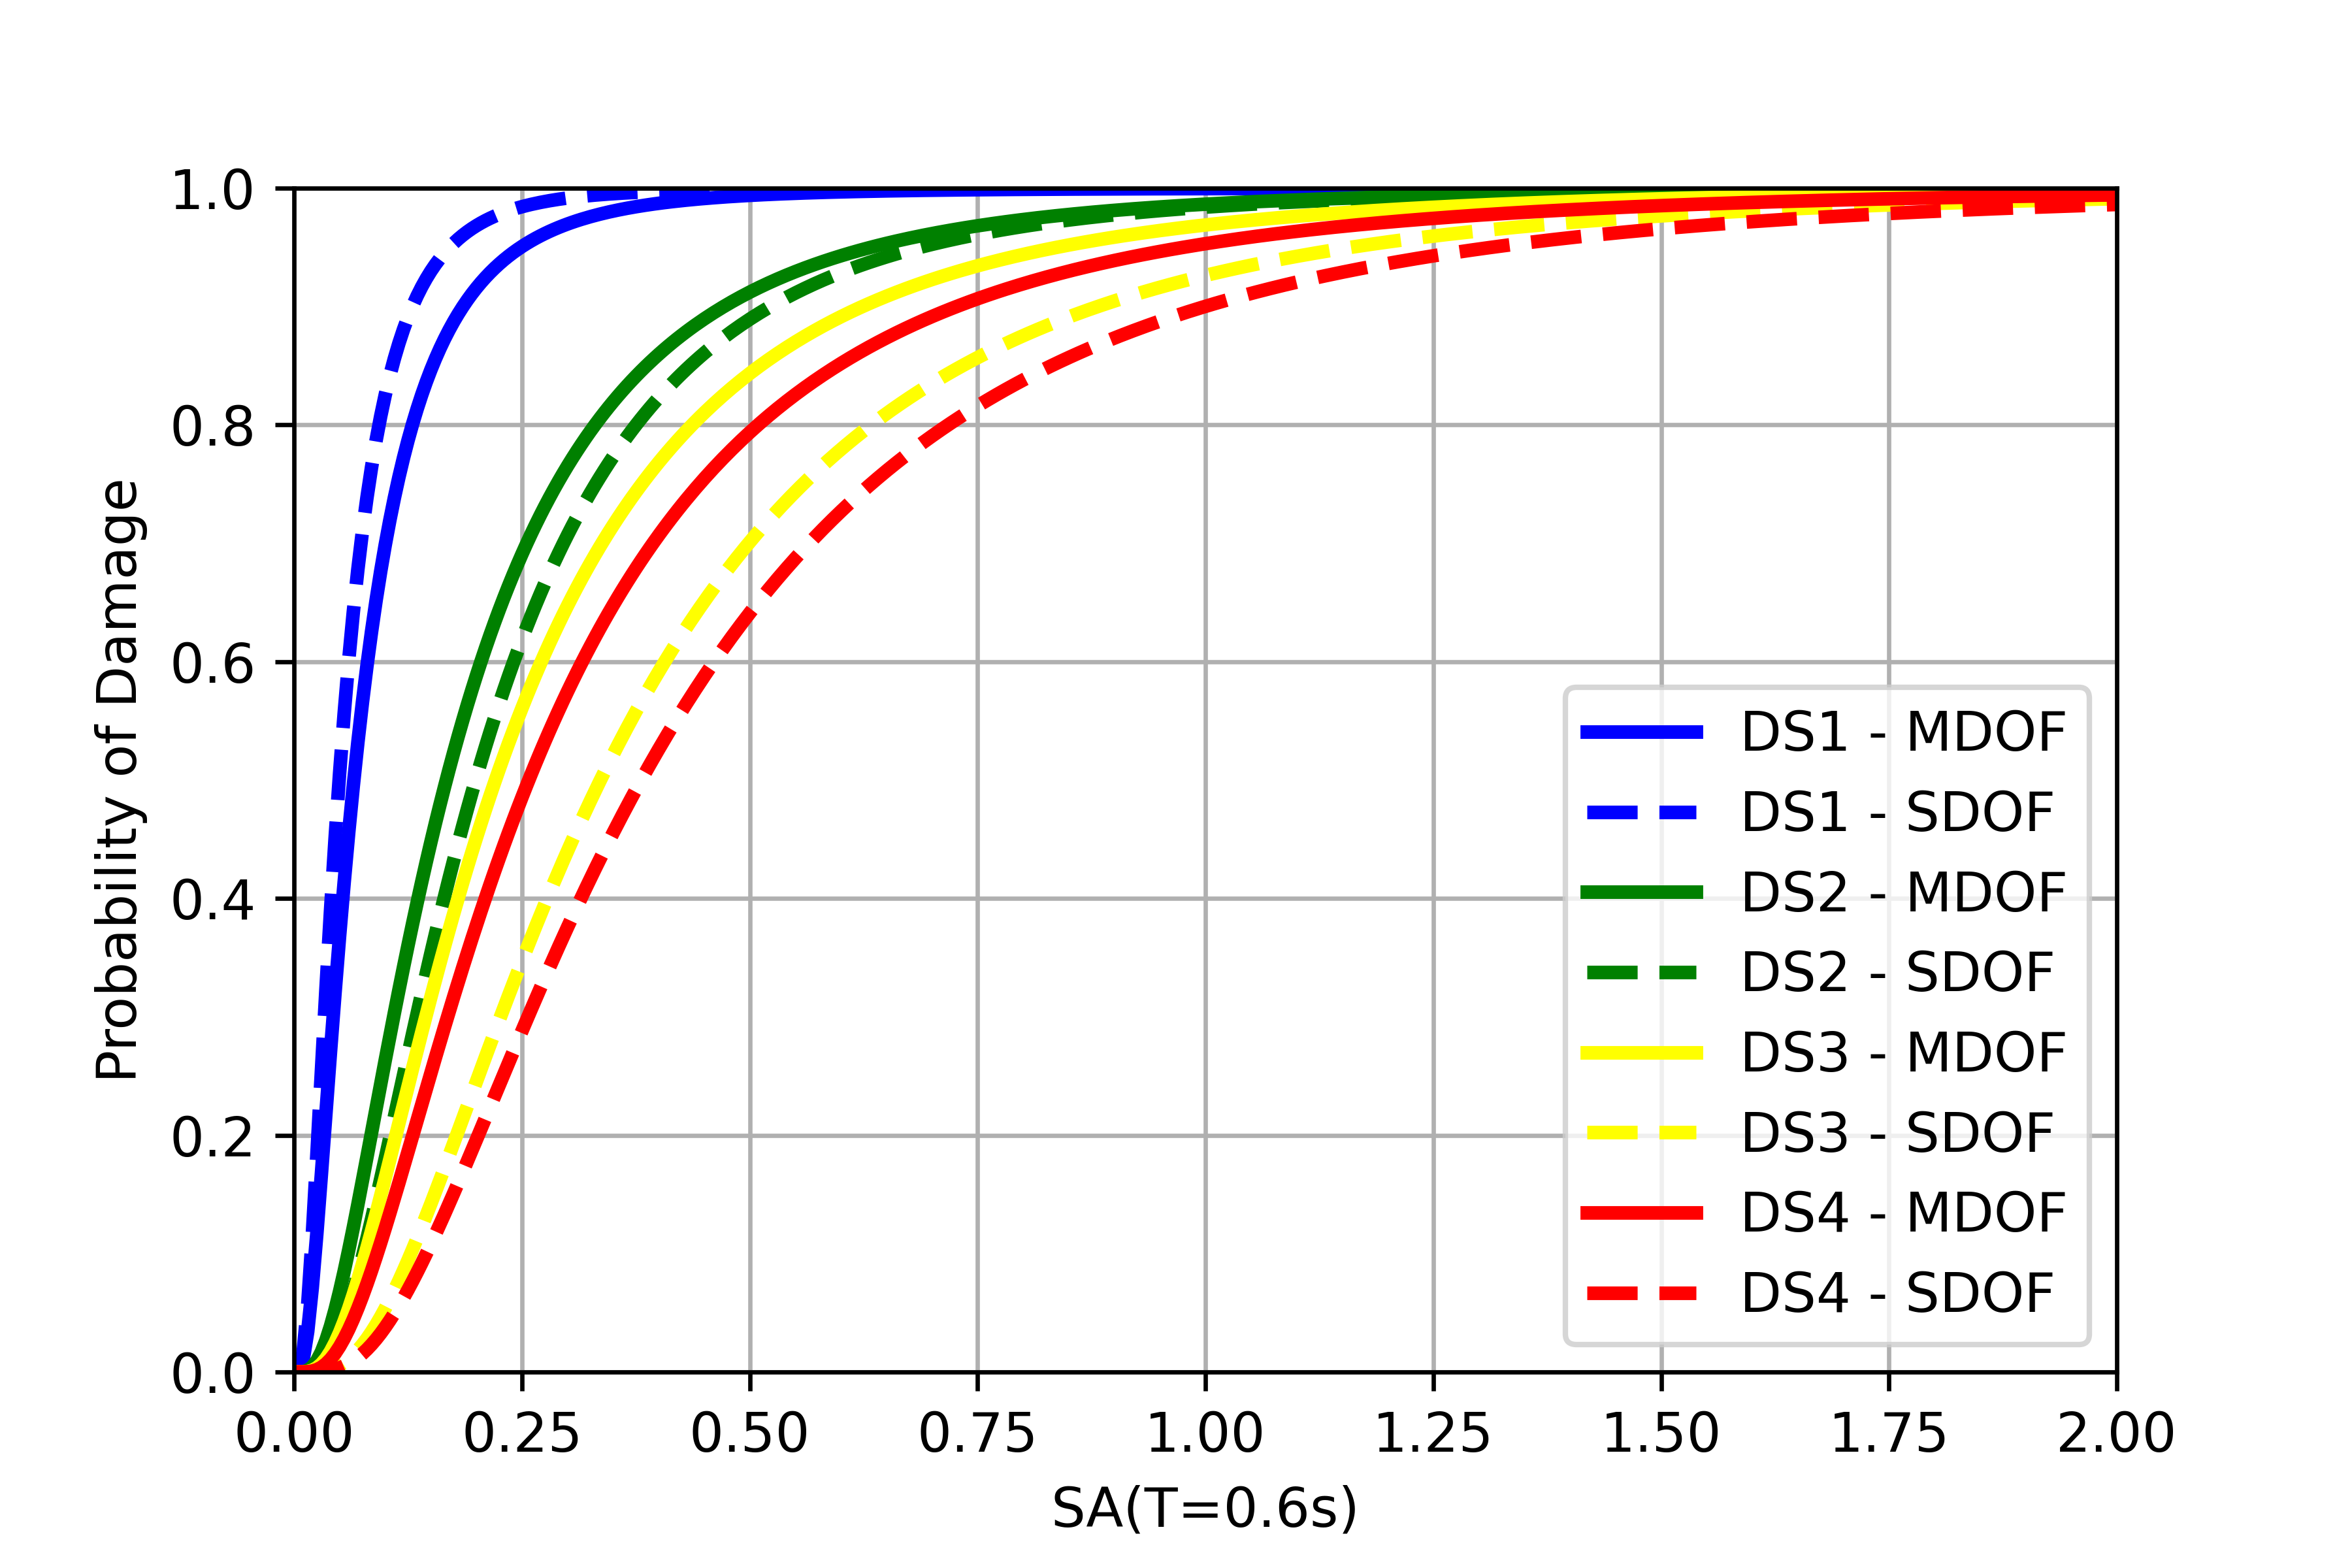 Probability of Damage
1.0
0.8
0.6
0.4
0.2
0.0
0.00 0.25 0.50 0.75 1.00 1.25 1.50 1.75 2.00
SA(T=0.6s)
DS1 - MDOF
DS1 - SDOF
DS2 - MDOF
DS2 - SDOF
DS3 - MDOF
DS3 - SDOF
DS4 - MDOF
DS4 - SDOF